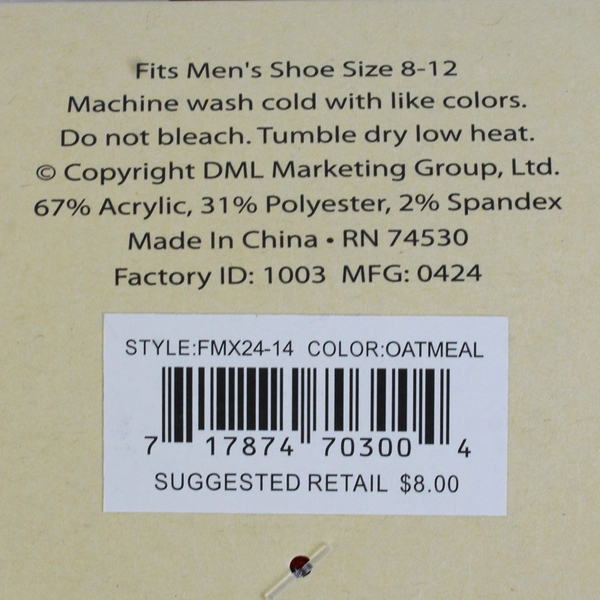 Fits Men's Shoe Size 8-12
Machine wash cold with like colors.
Do not bleach. Tumble dry low heat.
© Copyright DML Marketing Group, Ltd.
67% Acrylic, 31% Polyester, 2% Spandex
Made In China • RN 74530
Factory ID: 1003 MFG: 0424
STYLE:FMX24-14 COLOR:OATMEAL
7 17874 70300 4
SUGGESTED RETAIL $8.00